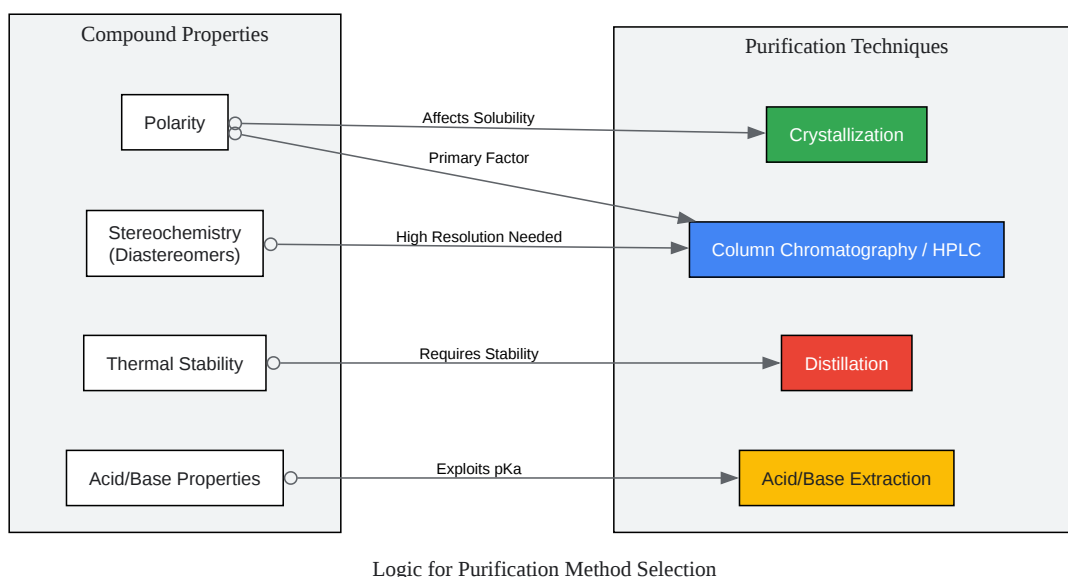 Compound Properties
Purification Techniques
Polarity
Affects Solubility
Crystallization
Primary Factor
Stereochemistry
(Diastereomers)
High Resolution Needed
Column Chromatography / HPLC
Thermal Stability
Requires Stability
Distillation
Acid/Base Properties
Exploits pKa
Acid/Base Extraction
Logic for Purification Method Selection